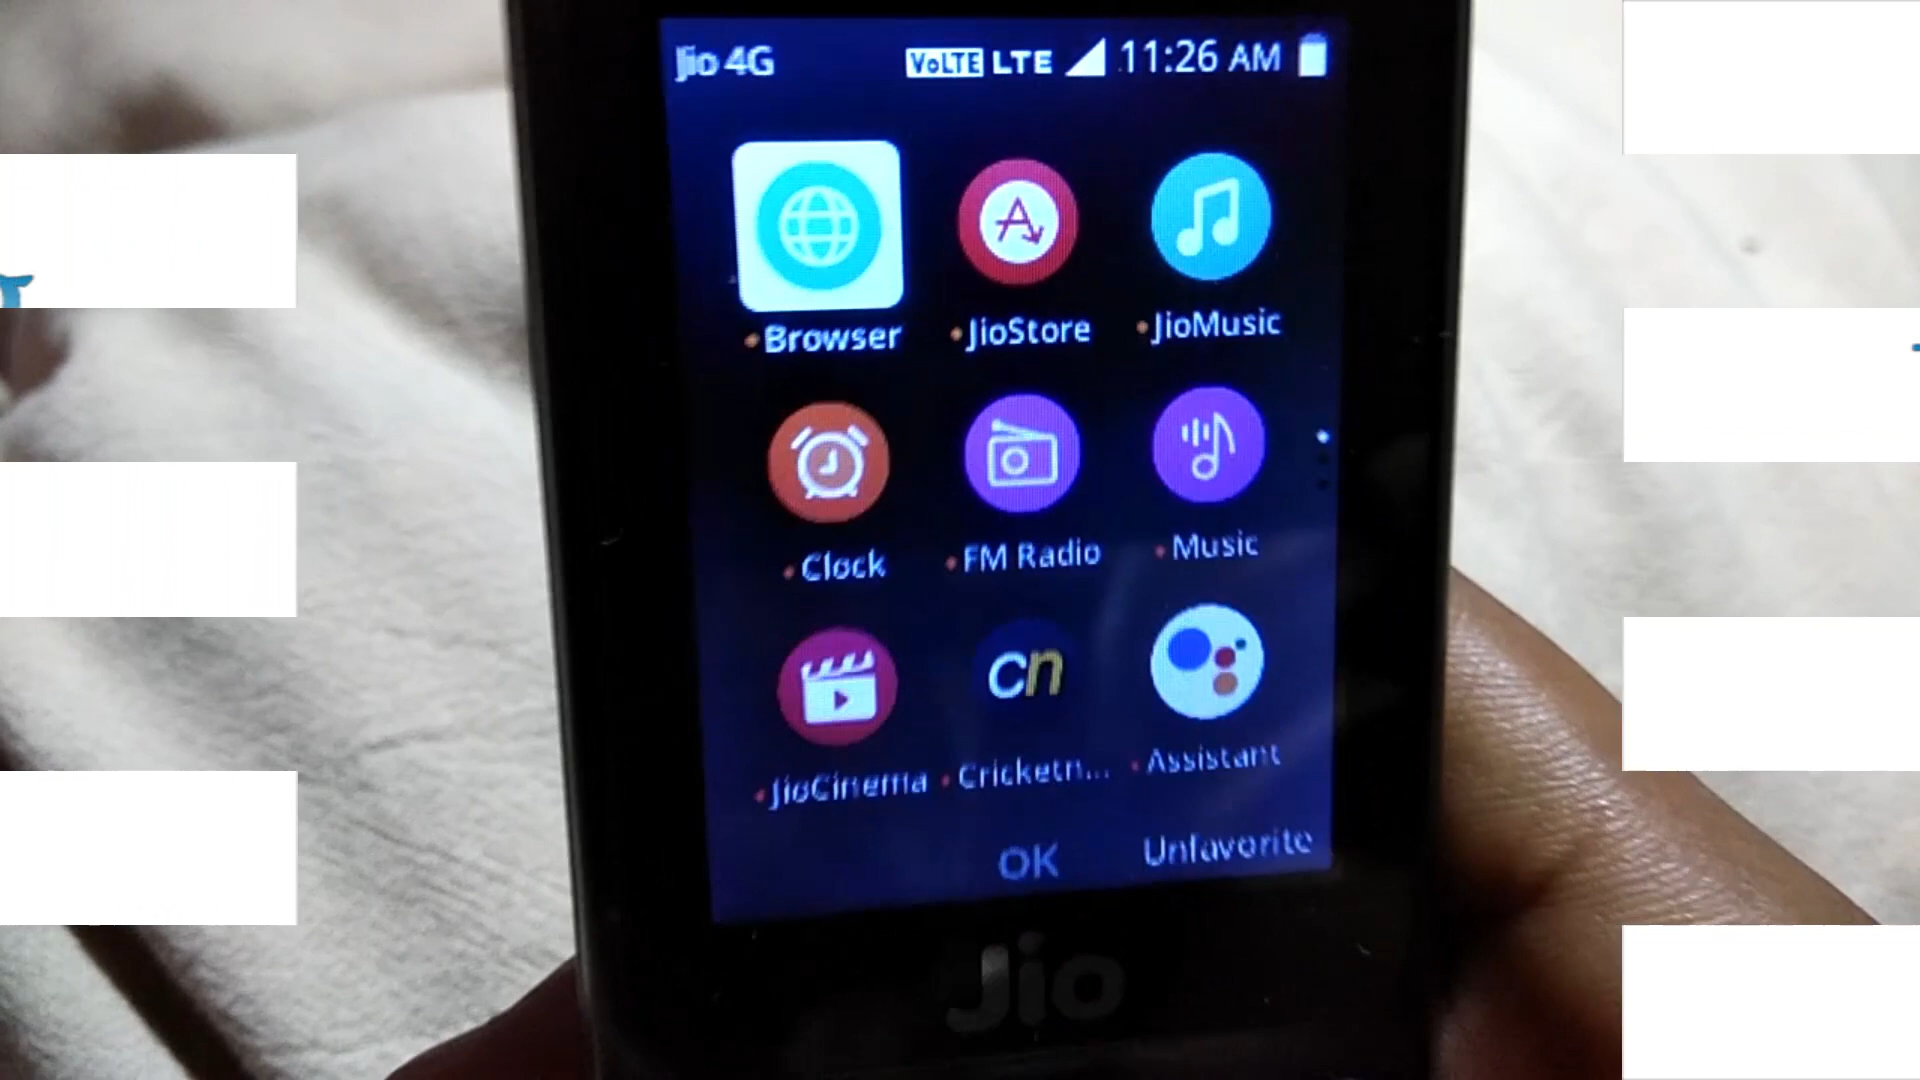 Jio 4G VoLTE LTE 11:26 AM
Browser JioStore JioMusic
Clock FM Radio Music
cn
JioCinema Cricketn... Assistant
OK Unfavorite
Jio